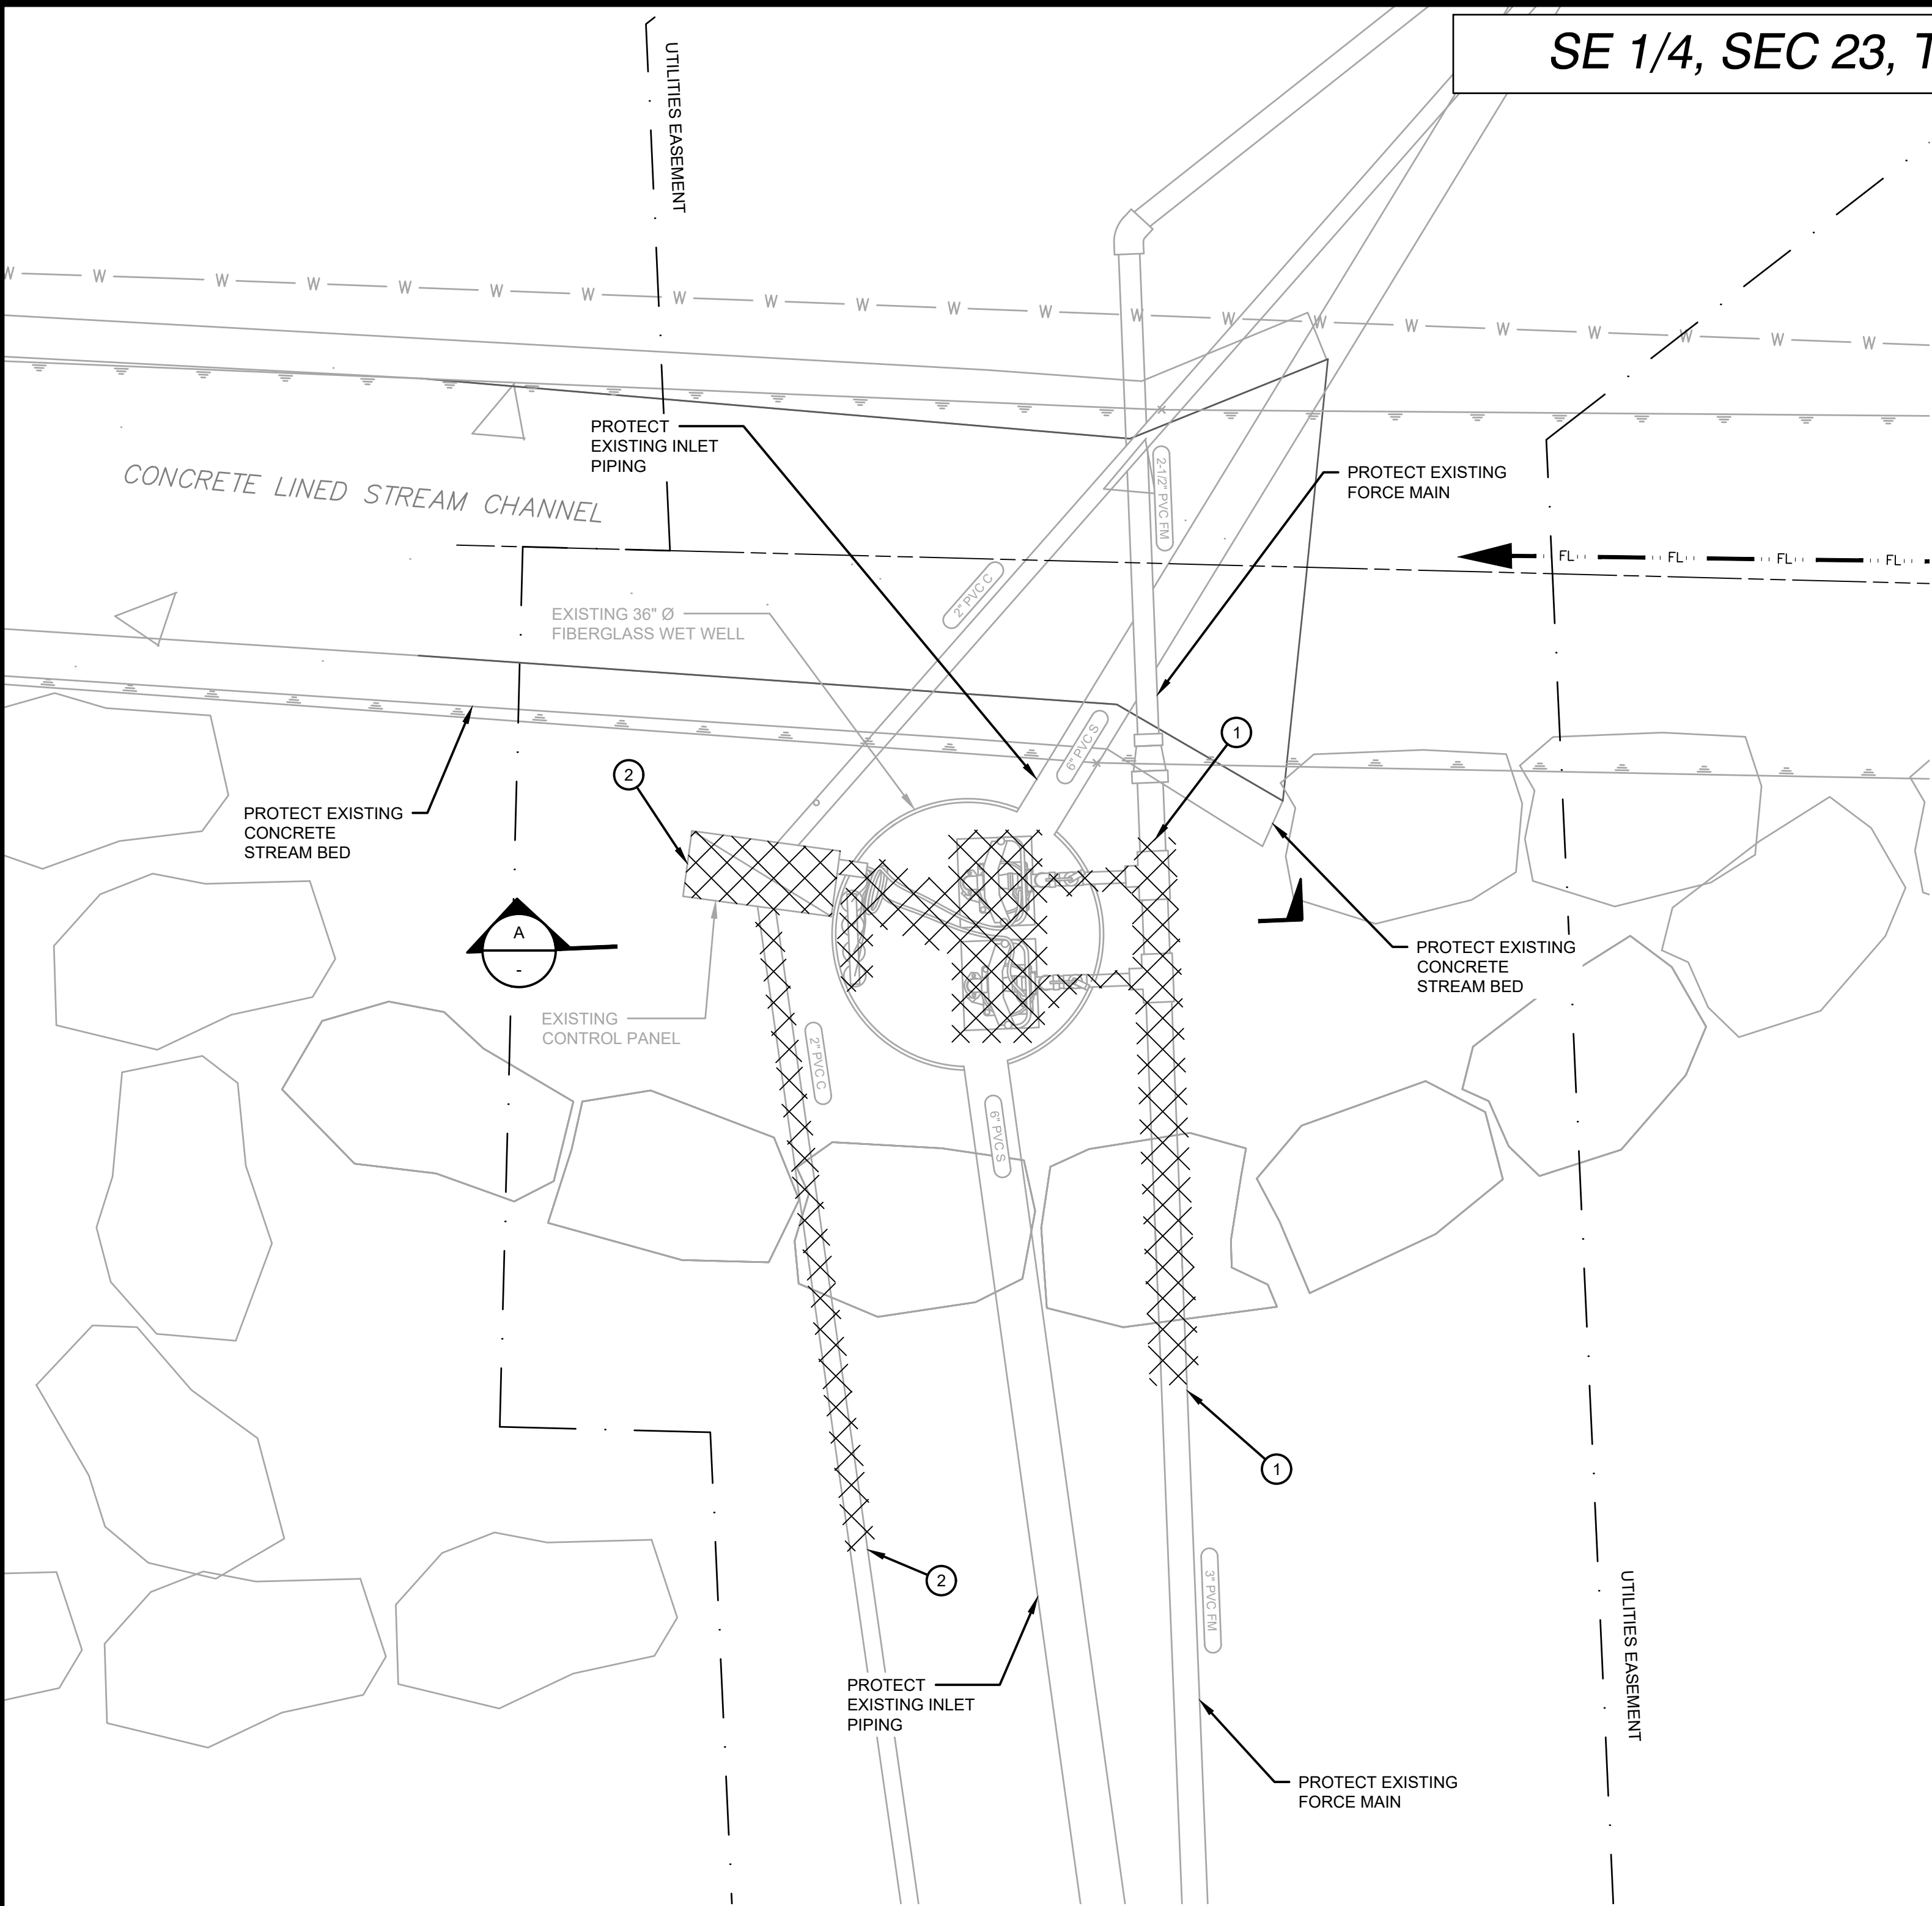 SE 1/4, SEC 23, T
UTILITIES EASEMENT
W W W W W W W W W W W W W W W W W W W W W
PROTECT
EXISTING INLET
PIPING
2-1/2" PVC FM
PROTECT EXISTING
FORCE MAIN
CONCRETE LINED STREAM CHANNEL
FL FL FL FL
2" PVC C
EXISTING 36" Ø
FIBERGLASS WET WELL
6" PVC S
1
2
PROTECT EXISTING
CONCRETE
STREAM BED
A
-
PROTECT EXISTING
CONCRETE
STREAM BED
EXISTING
CONTROL PANEL
2" PVC C
6" PVC S
1
2
3" PVC FM
UTILITIES EASEMENT
PROTECT
EXISTING INLET
PIPING
PROTECT EXISTING
FORCE MAIN